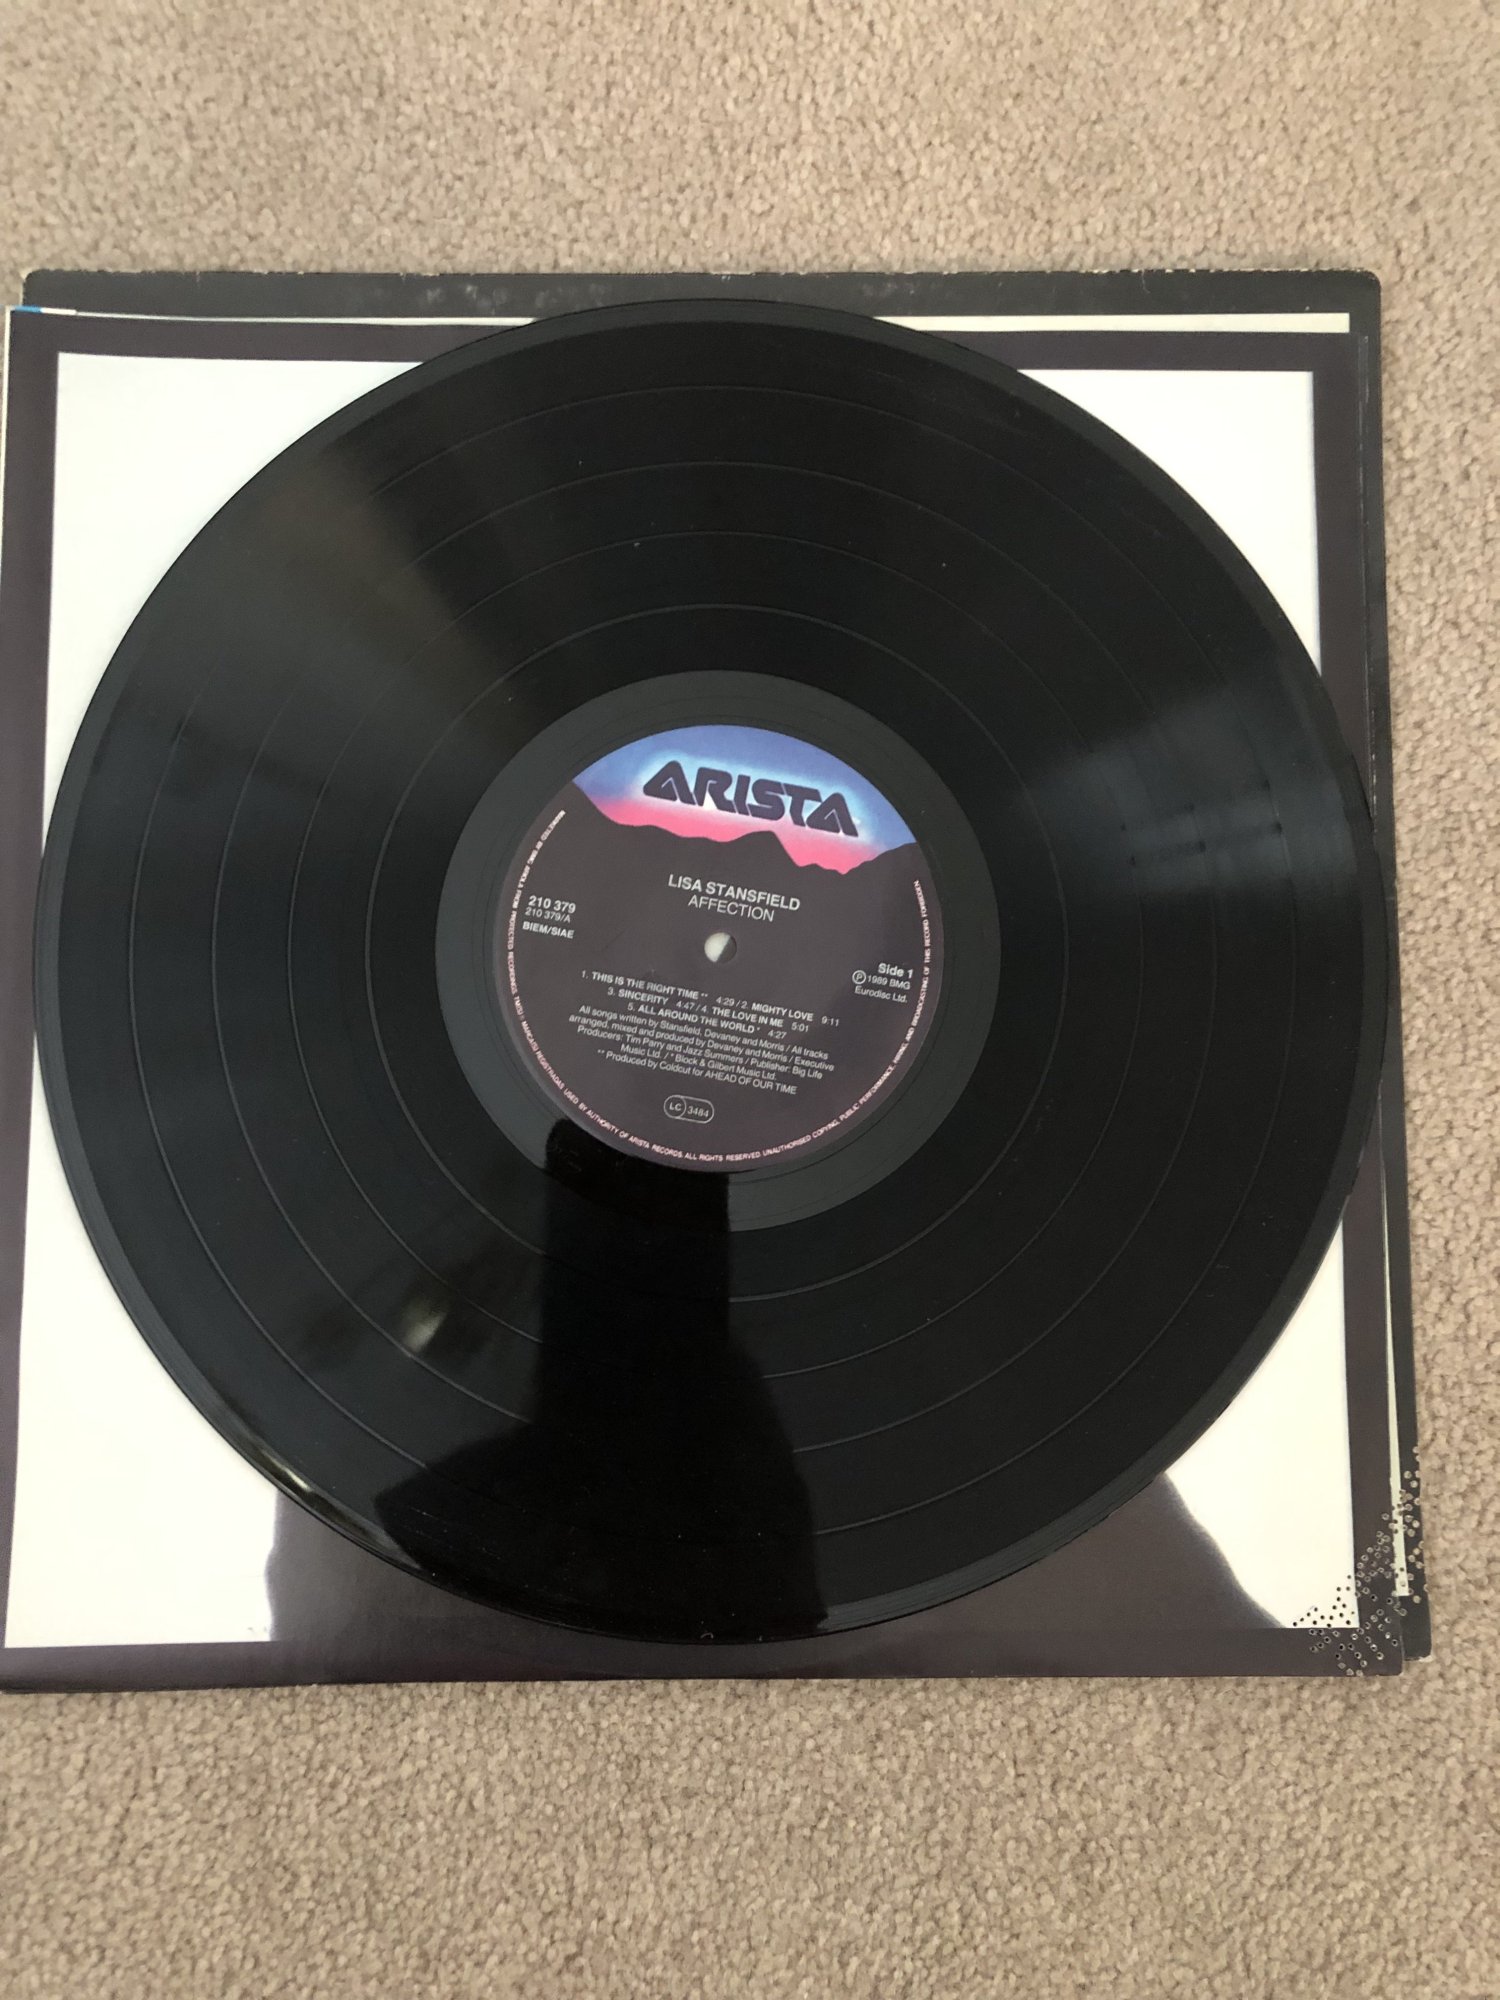 ARISTA
LISA STANSFIELD
AFFECTION
210 379
210 379/A
BIEM/SIAE
Side 1
℗ 1989 BMG
Eurodisc Ltd.
1. THIS IS THE RIGHT TIME ** 4:29 / 2. MIGHTY LOVE 9:11
3. SINCERITY 4:47 / 4. THE LOVE IN ME 5:01
5. ALL AROUND THE WORLD * 4:27
All songs written by Stansfield, Devaney and Morris / All tracks
arranged, mixed and produced by Devaney and Morris / Executive
Producers: Tim Parry and Jazz Summers / Publisher: Big Life
Music Ltd. / * Block & Gilbert Music Ltd.
** Produced by Coldcut for AHEAD OF OUR TIME
LC 3484
MARCA(S) REGISTRADAS. USED BY AUTHORITY OF ARISTA RECORDS. ALL RIGHTS RESERVED. UNAUTHORISED COPYING, PUBLIC PERFORMANCE, HIRING, AND BROADCASTING OF THIS RECORD FORBIDDEN.